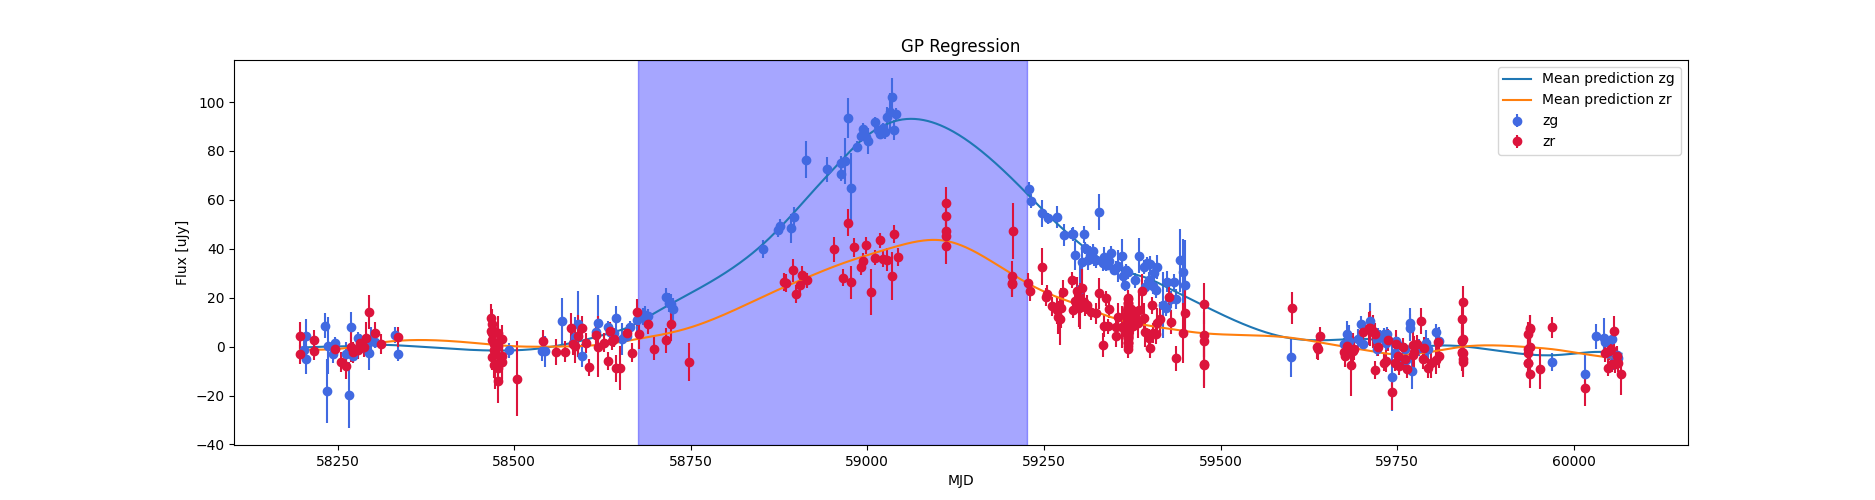 GP Regression
Flux [uJy]
100
80
60
40
20
0
−20
−40
58250
58500
58750
59000
59250
59500
59750
60000
MJD
Mean prediction zg
Mean prediction zr
zg
zr